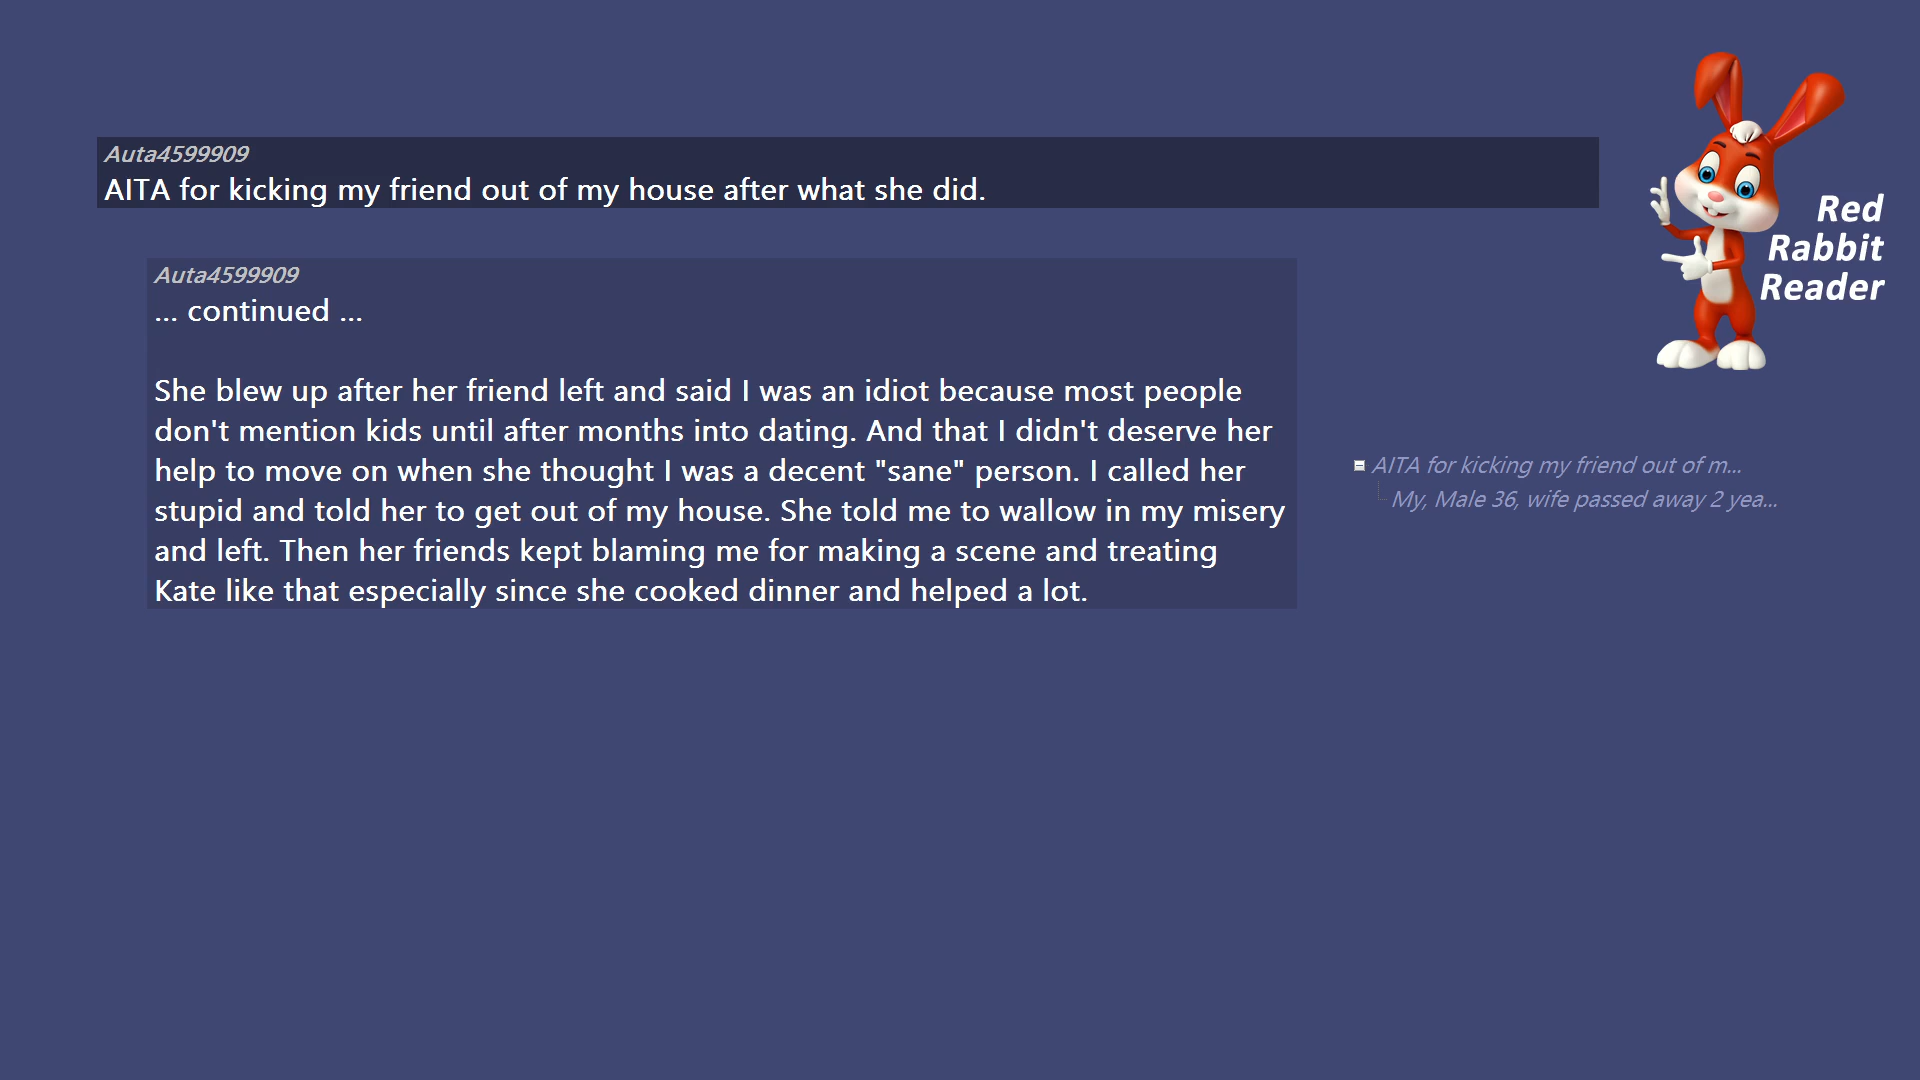 Auta4599909
AITA for kicking my friend out of my house after what she did.
Auta4599909
... continued ...
She blew up after her friend left and said I was an idiot because most people
don't mention kids until after months into dating. And that I didn't deserve her
help to move on when she thought I was a decent "sane" person. I called her
stupid and told her to get out of my house. She told me to wallow in my misery
and left. Then her friends kept blaming me for making a scene and treating
Kate like that especially since she cooked dinner and helped a lot.
Red
Rabbit
Reader
AITA for kicking my friend out of m...
My, Male 36, wife passed away 2 yea...